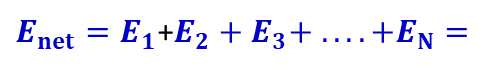 E_net = E_1+E_2 + E_3+ ....+E_N =